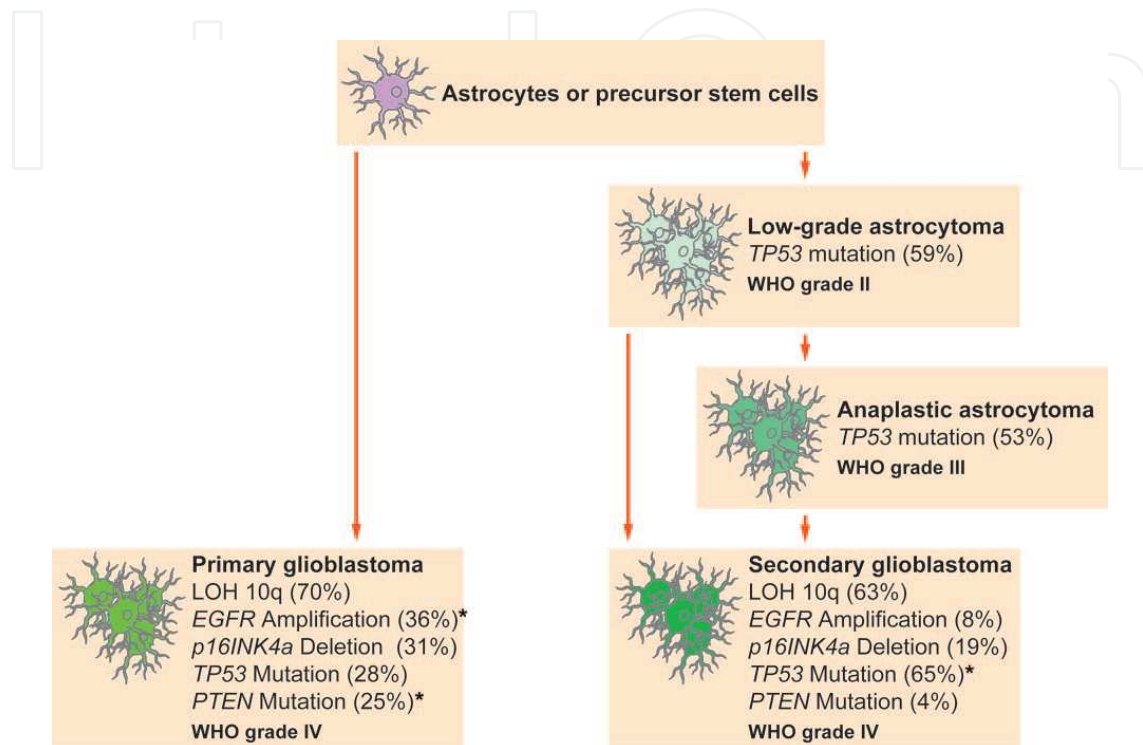 Astrocytes or precursor stem cells
Low-grade astrocytoma
TP53 mutation (59%)
WHO grade II
Anaplastic astrocytoma
TP53 mutation (53%)
WHO grade III
Primary glioblastoma
LOH 10q (70%)
EGFR Amplification (36%)*
p16INK4a Deletion (31%)
TP53 Mutation (28%)
PTEN Mutation (25%)*
WHO grade IV
Secondary glioblastoma
LOH 10q (63%)
EGFR Amplification (8%)
p16INK4a Deletion (19%)
TP53 Mutation (65%)*
PTEN Mutation (4%)
WHO grade IV